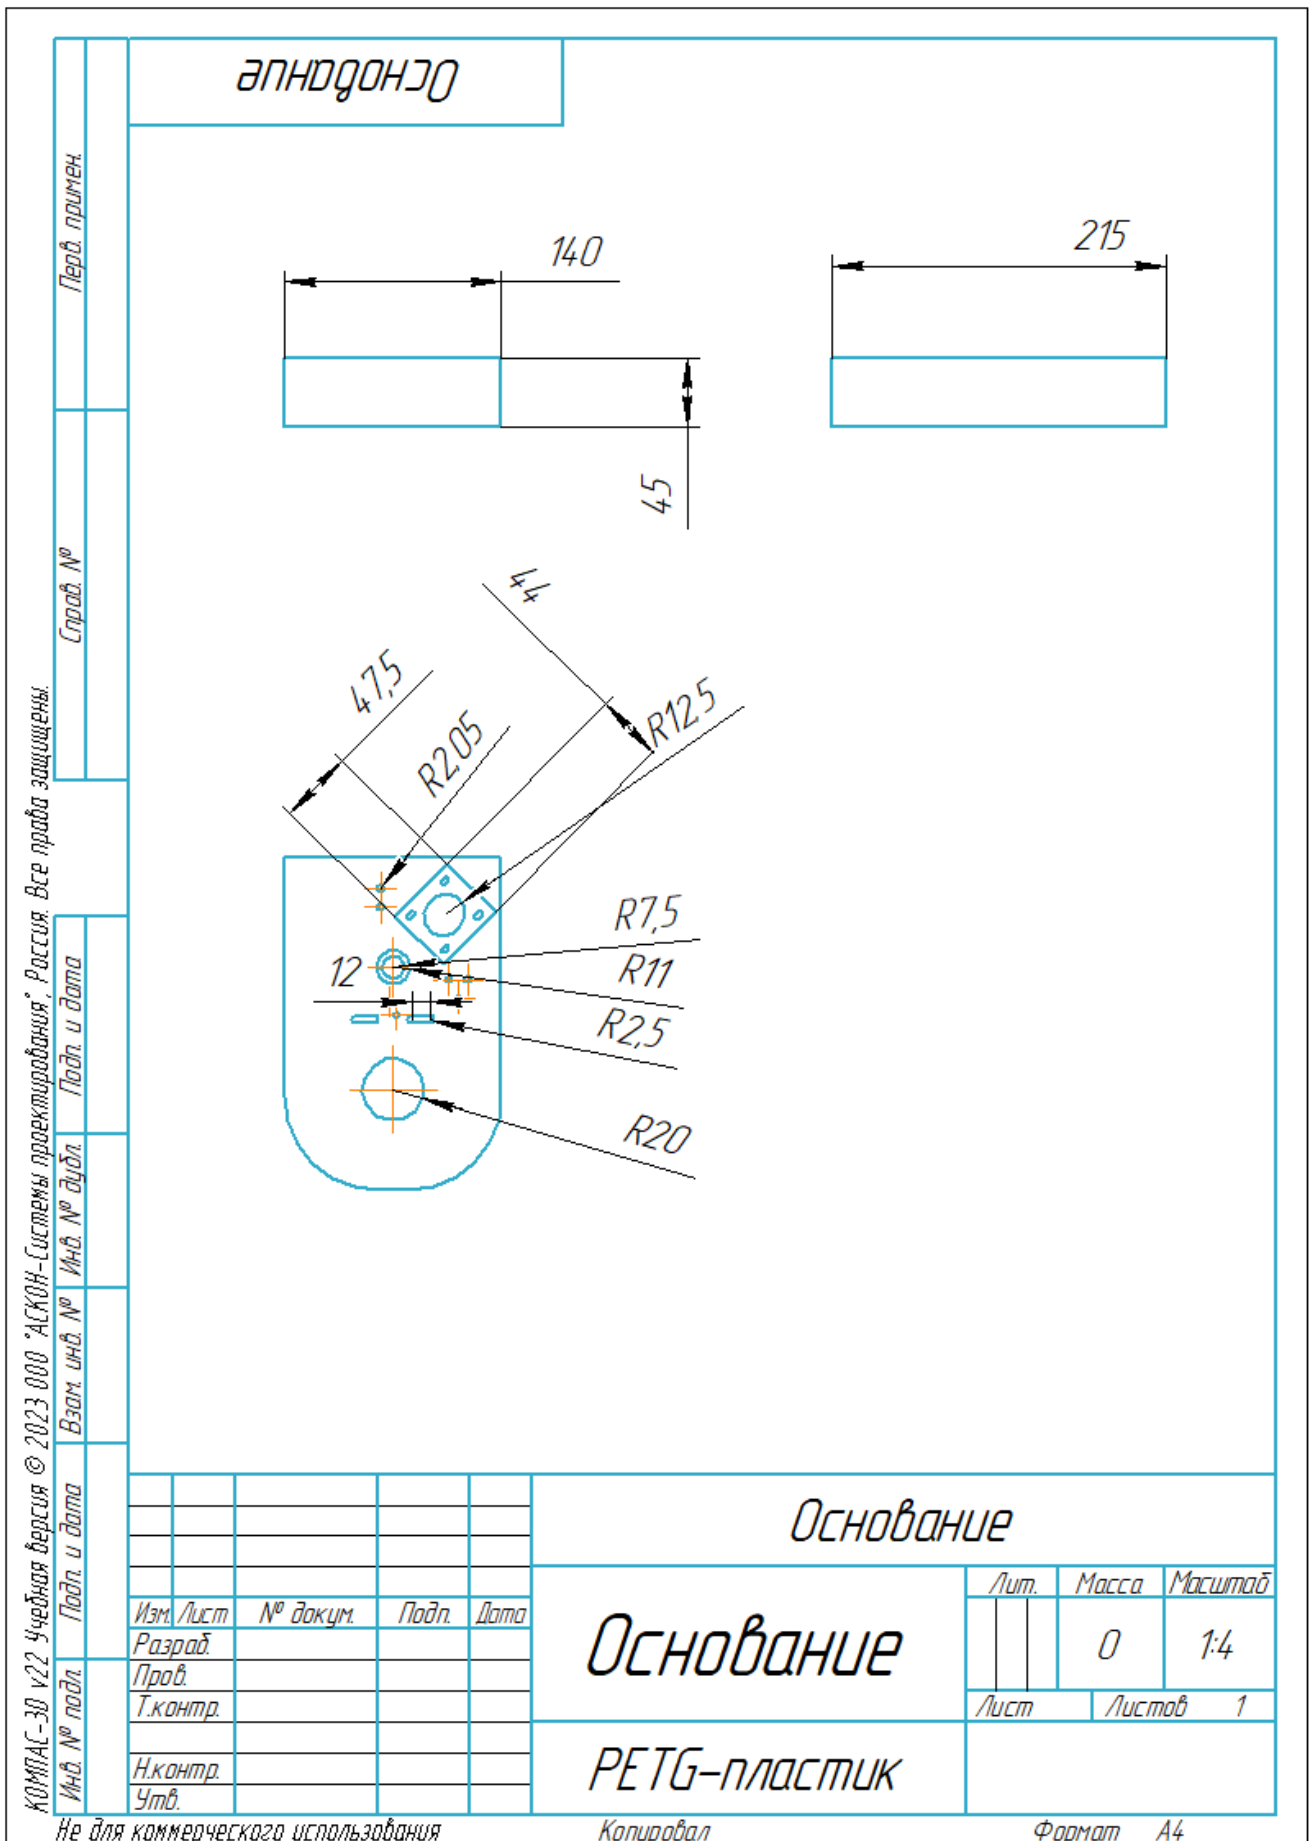 Основание
Перв. примен.
Справ. №
Подп. и дата
Инв. № дубл.
Взам. инв. №
Подп. и дата
Инв. № подл.
КОМПАС-3D v22 Учебная версия © 2023 ООО "АСКОН-Системы проектирования", Россия. Все права защищены.
140
215
45
44
47,5
R2,05
R12,5
R7,5
12
R11
R2,5
R20
Основание
Изм. Лист № докум. Подп. Дата
Разраб.
Пров.
Т.контр.
Н.контр.
Утв.
Основание
Лит. Масса Масштаб
0 1:4
Лист Листов 1
PETG-пластик
Не для коммерческого использования Копировал Формат А4